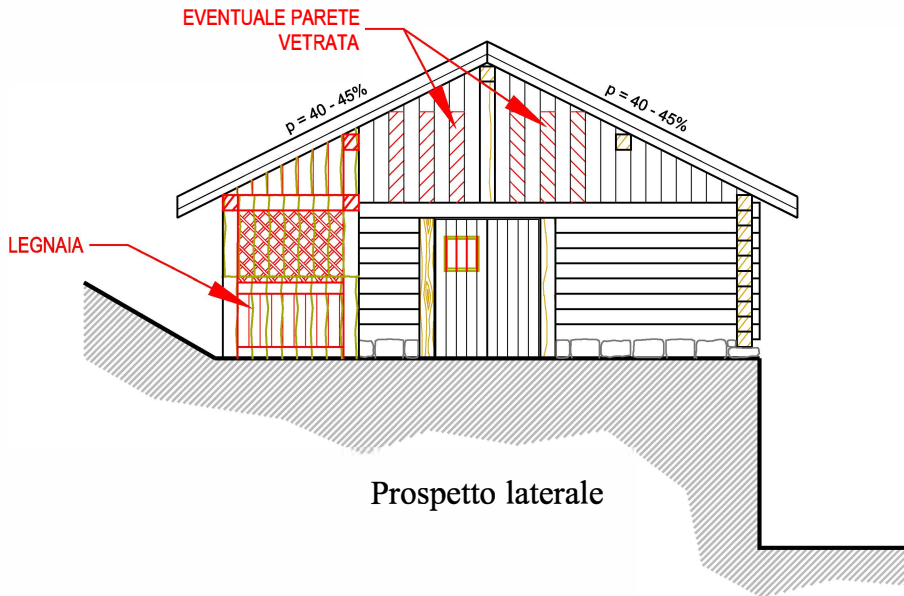 EVENTUALE PARETE
VETRATA
p = 40 - 45%
p = 40 - 45%
LEGNAIA
Prospetto laterale